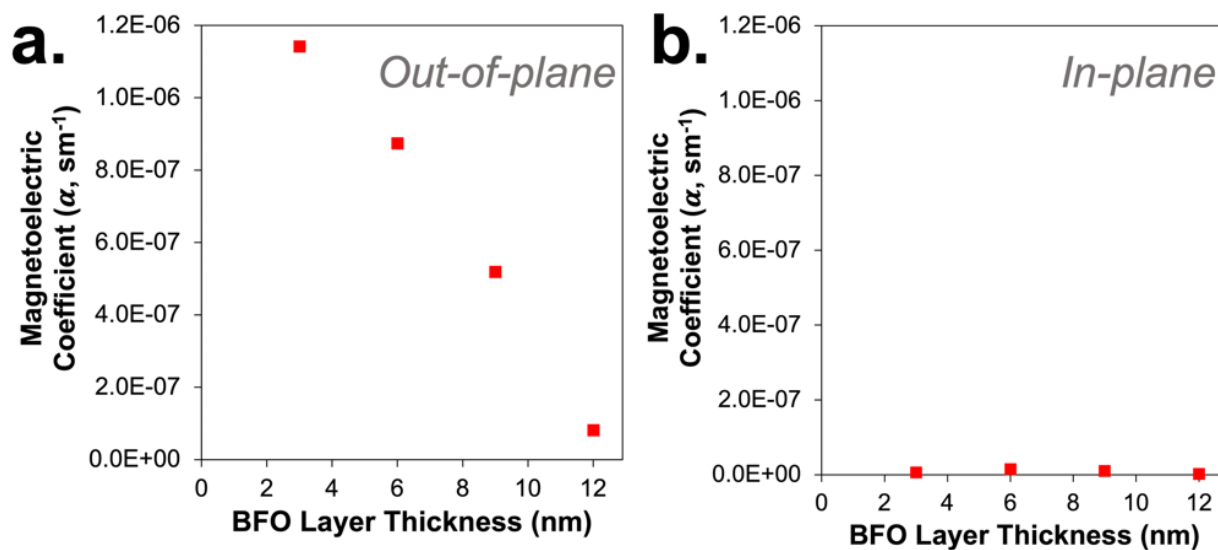 a.
Out-of-plane
Magnetoelectric
Coefficient (α, sm⁻¹)
1.2E-06
1.0E-06
8.0E-07
6.0E-07
4.0E-07
2.0E-07
0.0E+00
0 2 4 6 8 10 12
BFO Layer Thickness (nm)
b.
In-plane
Magnetoelectric
Coefficient (α, sm⁻¹)
1.2E-06
1.0E-06
8.0E-07
6.0E-07
4.0E-07
2.0E-07
0.0E+00
0 2 4 6 8 10 12
BFO Layer Thickness (nm)